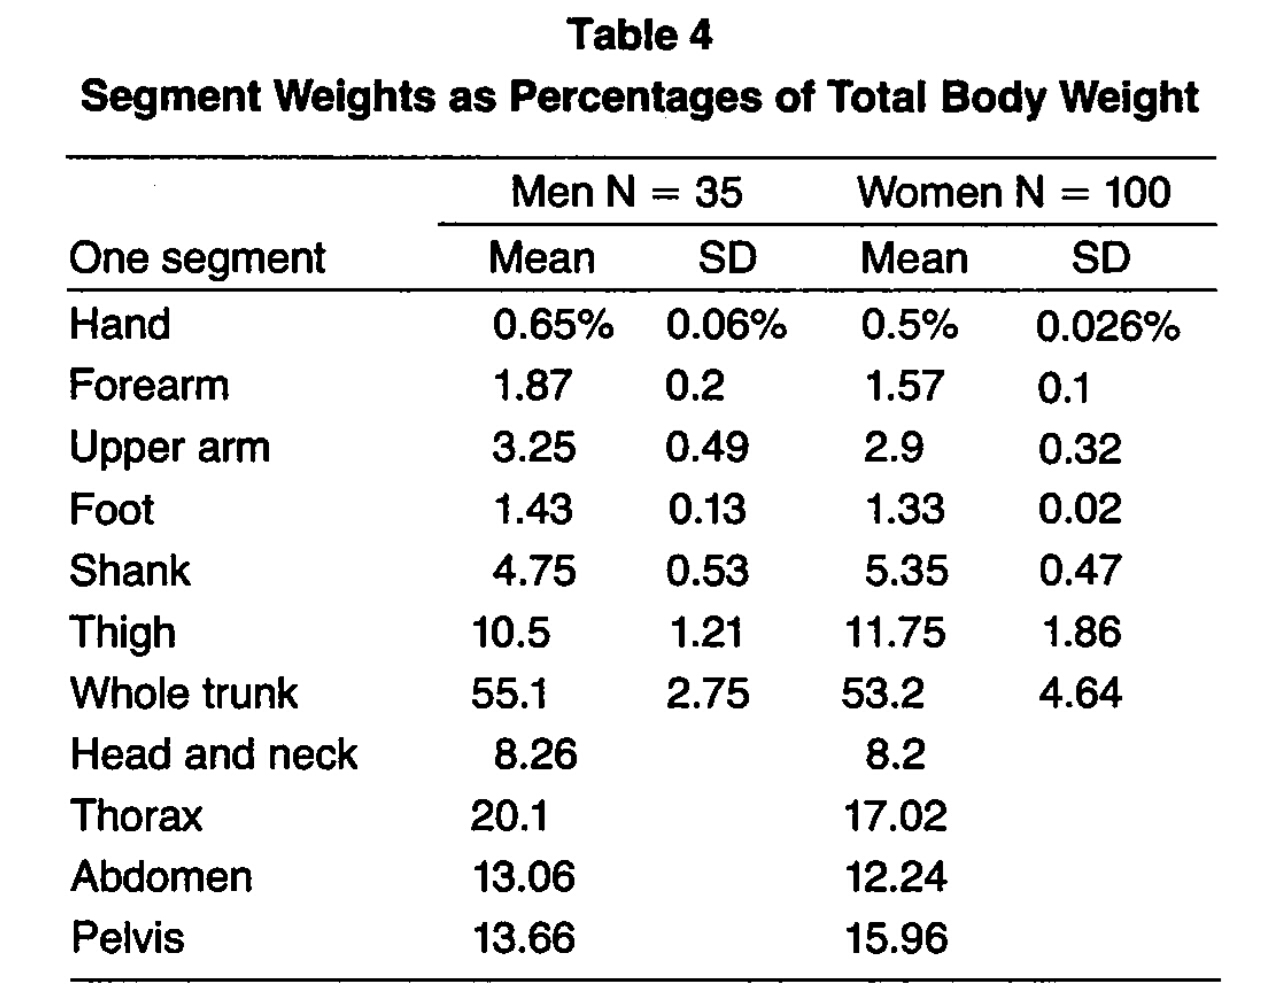 Table 4
Segment Weights as Percentages of Total Body Weight
Men N = 35 Women N = 100
One segment Mean SD Mean SD
Hand 0.65% 0.06% 0.5% 0.026%
Forearm 1.87 0.2 1.57 0.1
Upper arm 3.25 0.49 2.9 0.32
Foot 1.43 0.13 1.33 0.02
Shank 4.75 0.53 5.35 0.47
Thigh 10.5 1.21 11.75 1.86
Whole trunk 55.1 2.75 53.2 4.64
Head and neck 8.26 8.2
Thorax 20.1 17.02
Abdomen 13.06 12.24
Pelvis 13.66 15.96